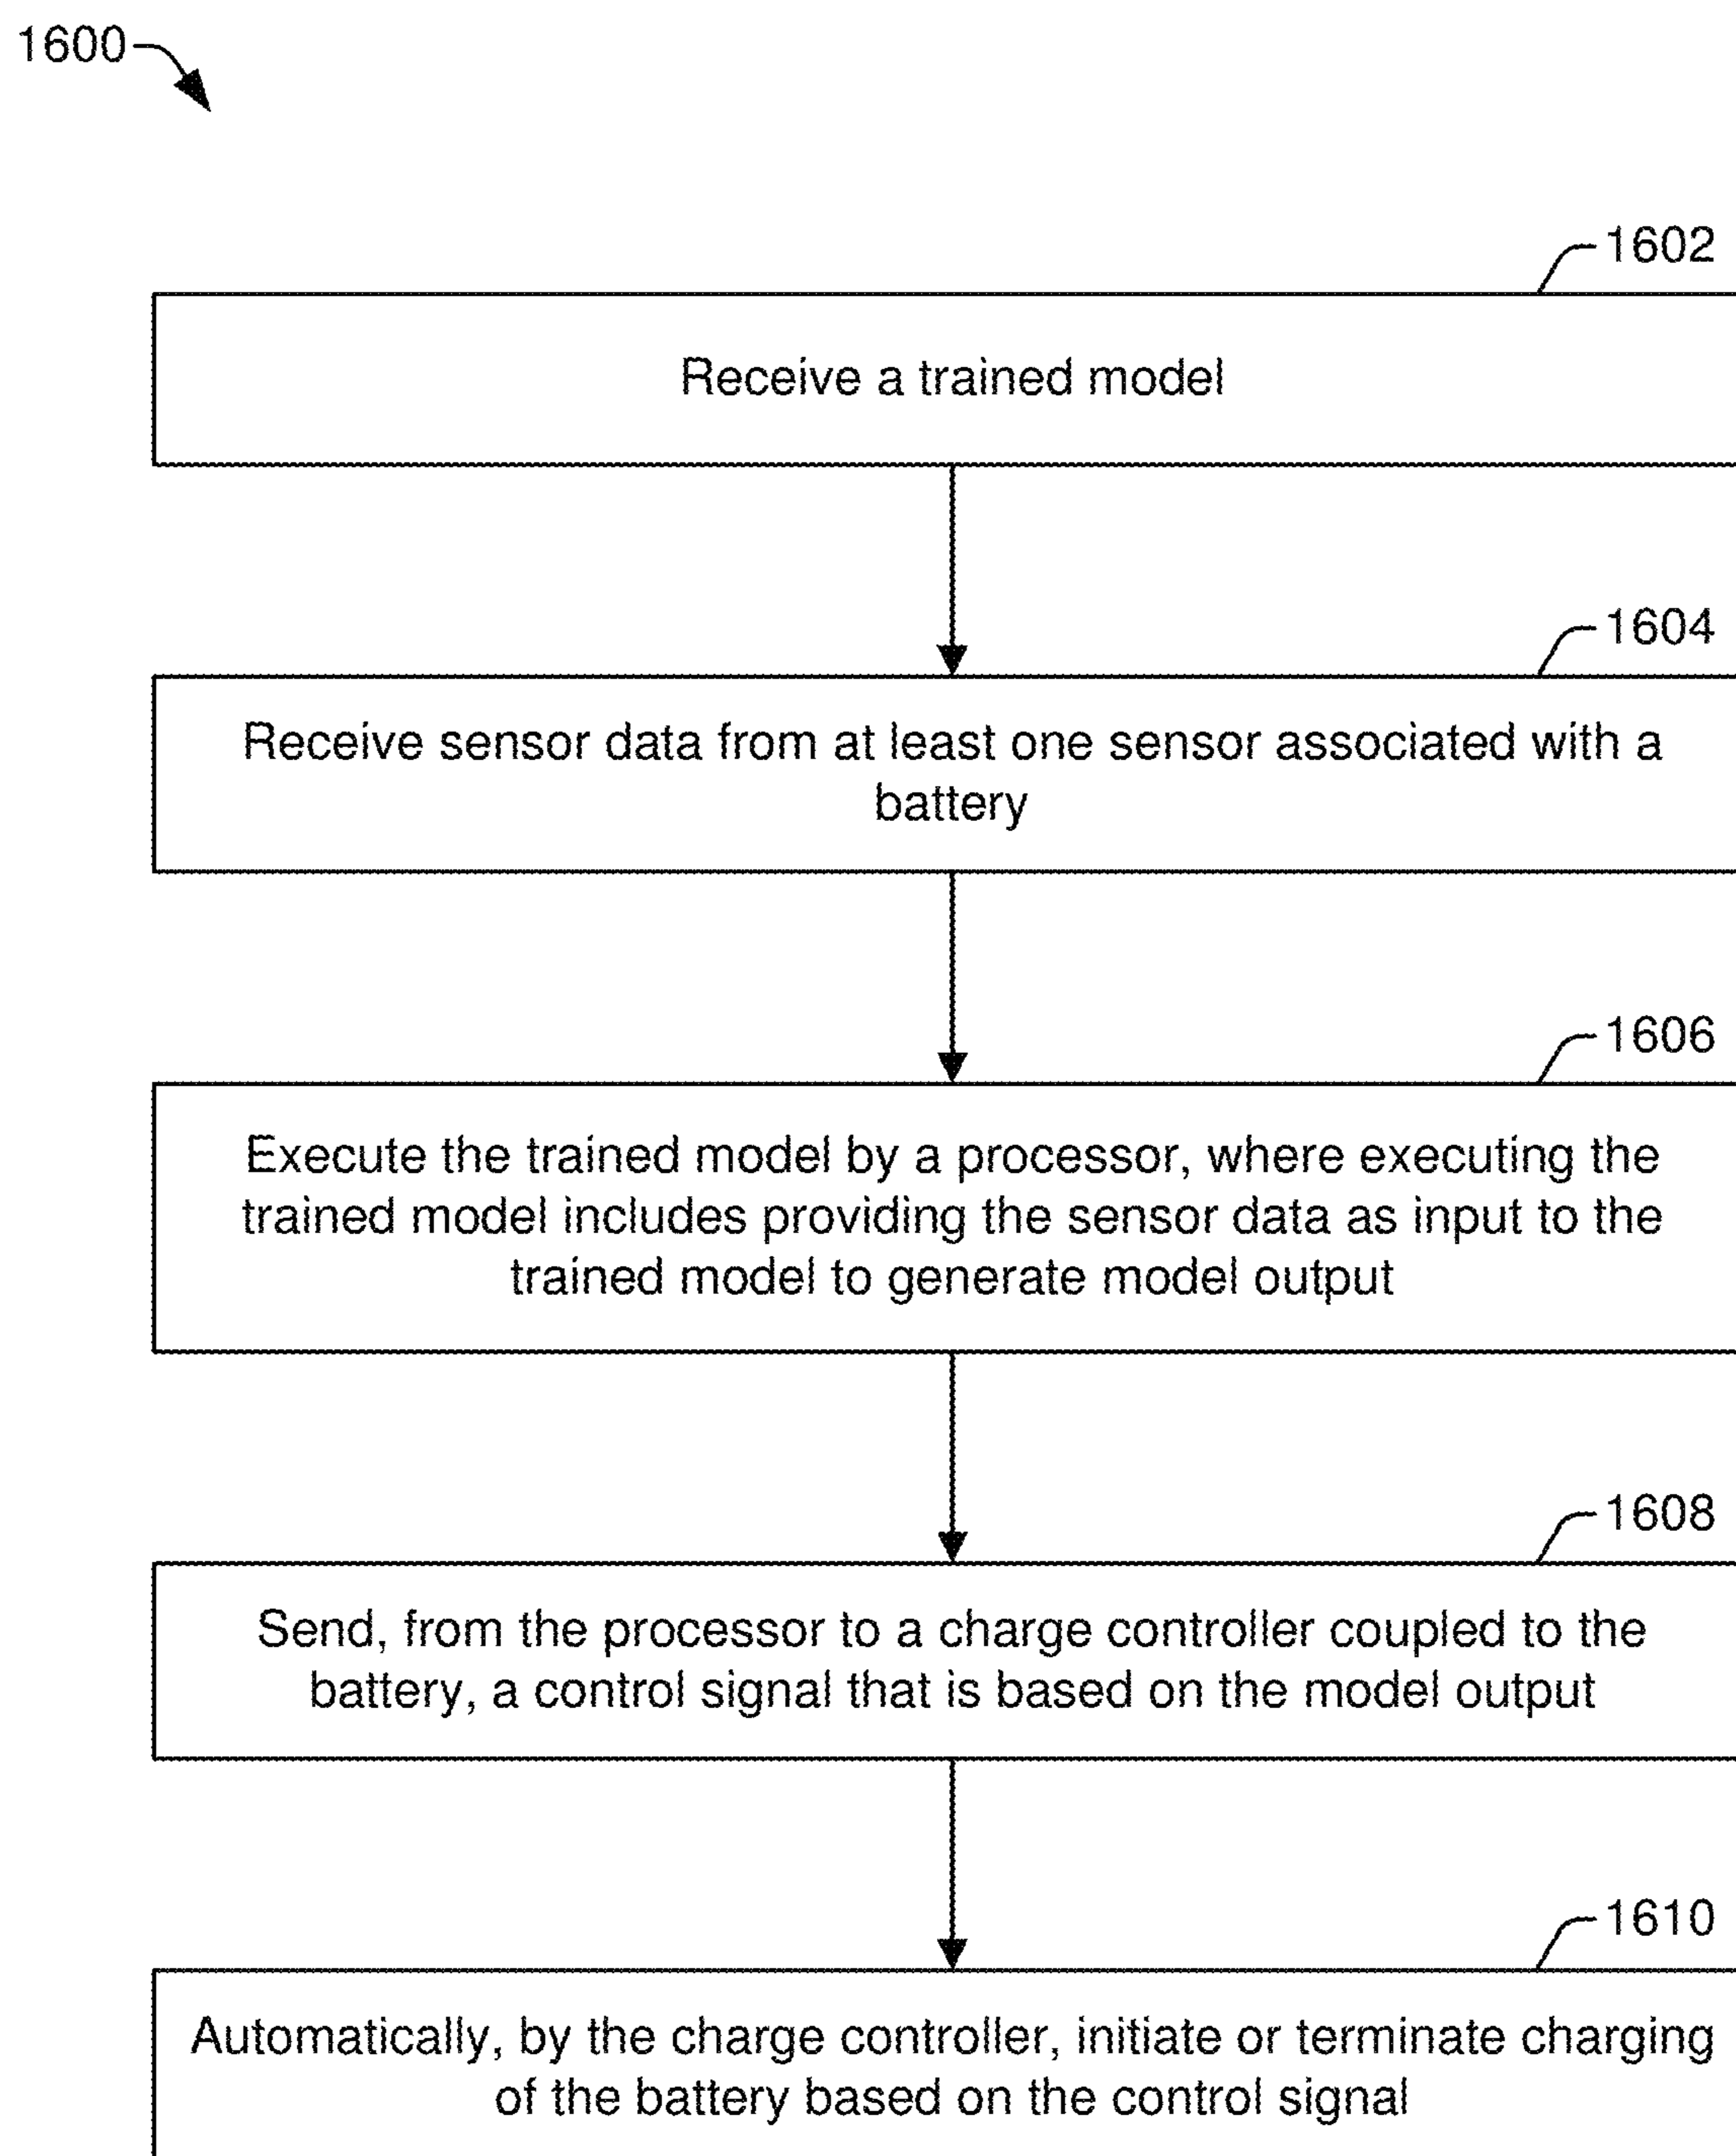 1600
1602
Receive a trained model
1604
Receive sensor data from at least one sensor associated with a
battery
1606
Execute the trained model by a processor, where executing the
trained model includes providing the sensor data as input to the
trained model to generate model output
1608
Send, from the processor to a charge controller coupled to the
battery, a control signal that is based on the model output
1610
Automatically, by the charge controller, initiate or terminate charging
of the battery based on the control signal